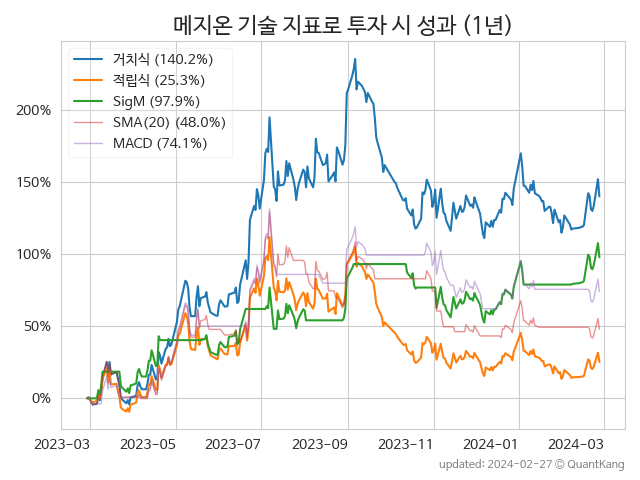 메지온 기술 지표로 투자 시 성과 (1년)
거치식 (140.2%)
적립식 (25.3%)
SigM (97.9%)
SMA(20) (48.0%)
MACD (74.1%)
200%
150%
100%
50%
0%
2023-03 2023-05 2023-07 2023-09 2023-11 2024-01 2024-03
updated: 2024-02-27 © QuantKang